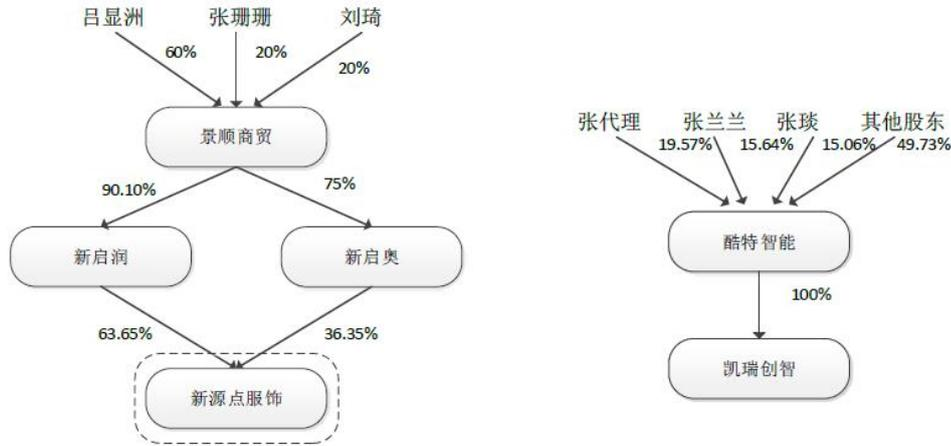 吕显洲 张珊珊 刘琦
60% 20% 20%
景顺商贸
90.10% 75%
新启润 新启奥
63.65% 36.35%
新源点服饰
张代理 张兰兰 张琰 其他股东
19.57% 15.64% 15.06% 49.73%
酷特智能
100%
凯瑞创智